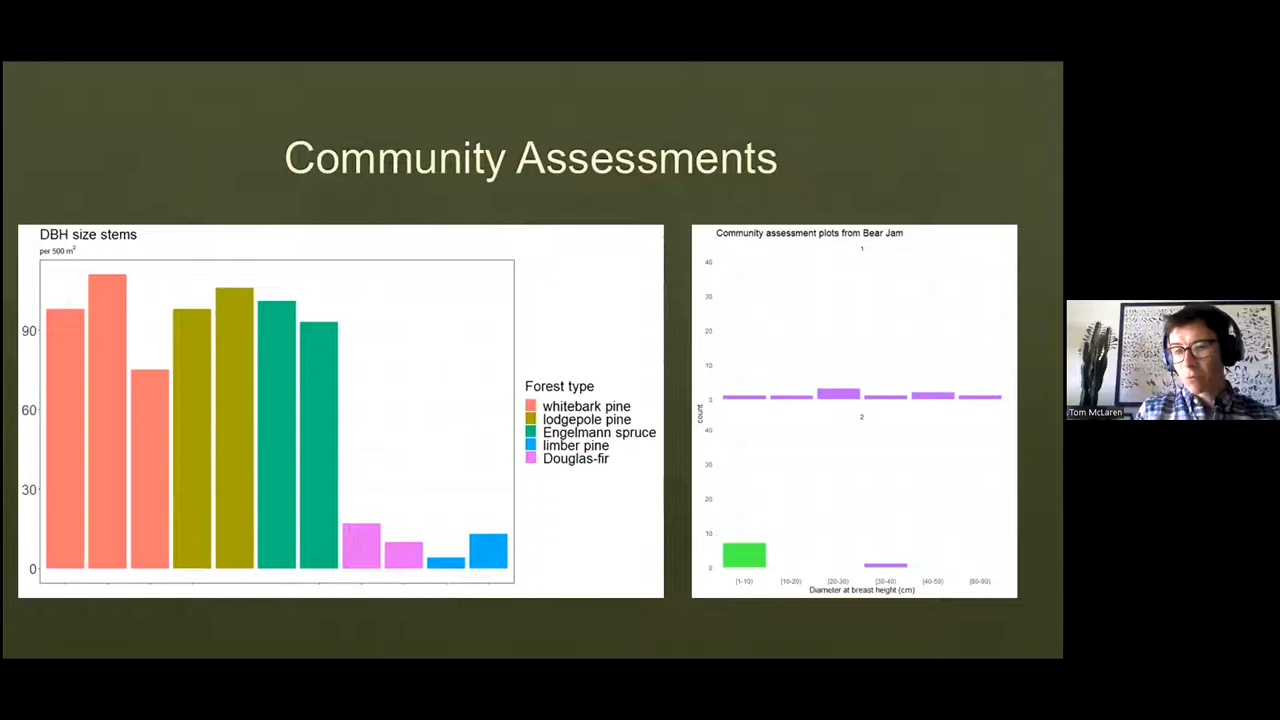 Community Assessments
DBH size stems
per 500 m²
90
60
30
0
Forest type
whitebark pine
lodgepole pine
Engelmann spruce
limber pine
Douglas-fir
Community assessment plots from Bear Jam
1
40
30
20
10
0
count
2
40
30
20
10
0
[1-10)
[10-20)
[20-30)
[30-40)
[40-50)
[80-90)
Diameter at breast height (cm)
Tom McLaren